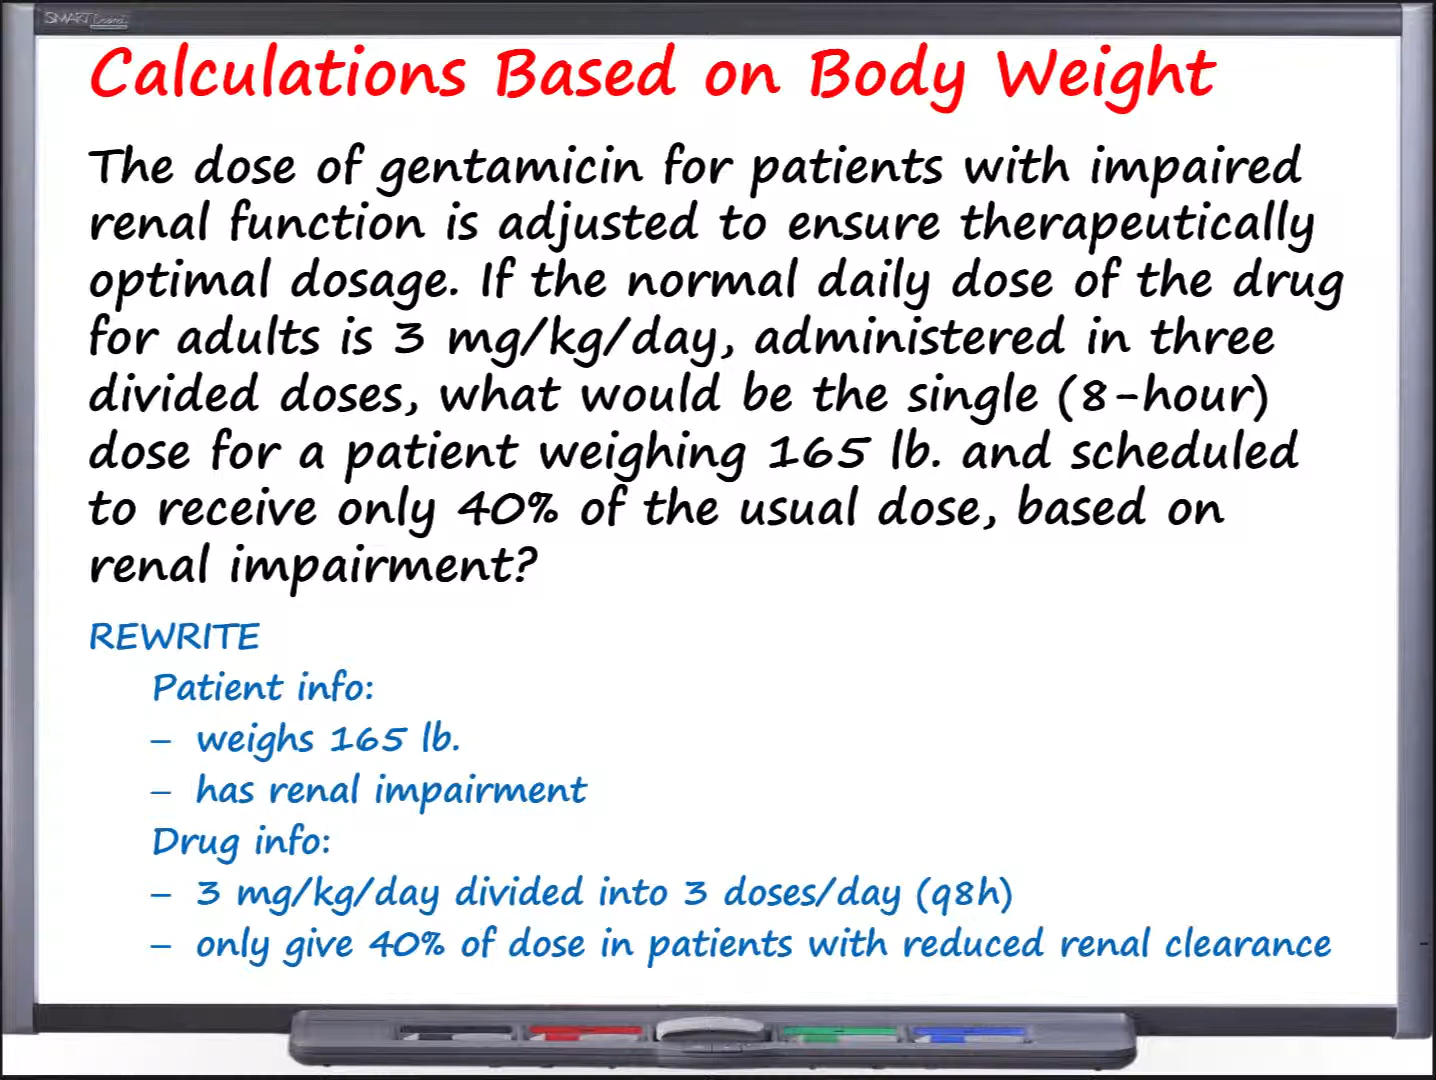 SMART Board
Calculations Based on Body Weight
The dose of gentamicin for patients with impaired
renal function is adjusted to ensure therapeutically
optimal dosage. If the normal daily dose of the drug
for adults is 3 mg/kg/day, administered in three
divided doses, what would be the single (8-hour)
dose for a patient weighing 165 lb. and scheduled
to receive only 40% of the usual dose, based on
renal impairment?
REWRITE
Patient info:
– weighs 165 lb.
– has renal impairment
Drug info:
– 3 mg/kg/day divided into 3 doses/day (q8h)
– only give 40% of dose in patients with reduced renal clearance